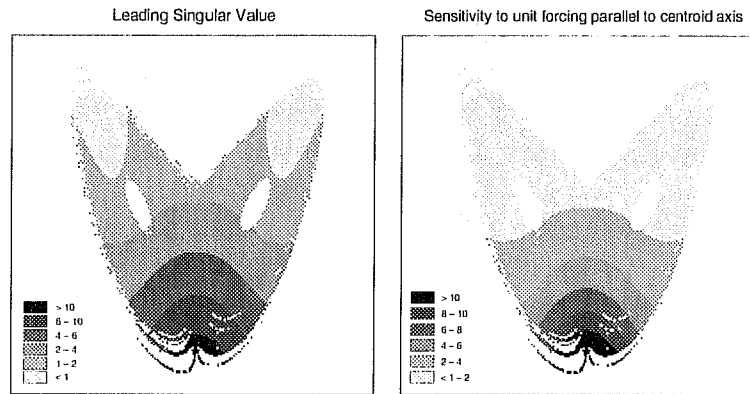 Leading Singular Value
> 10
6 – 10
4 – 6
2 – 4
1 – 2
< 1
Sensitivity to unit forcing parallel to centroid axis
> 10
8 – 10
6 – 8
4 – 6
2 – 4
< 1 – 2